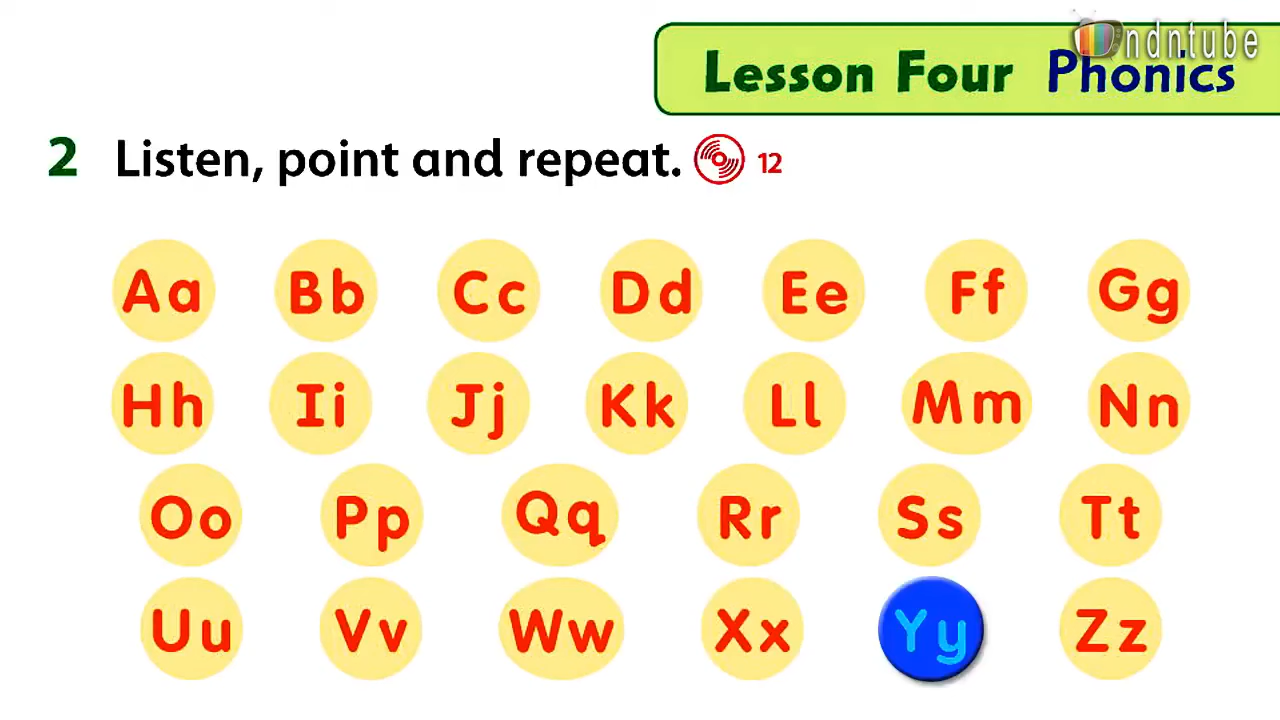 ndntube
Lesson Four Phonics
2 Listen, point and repeat. 12
Aa Bb Cc Dd Ee Ff Gg
Hh Ii Jj Kk Ll Mm Nn
Oo Pp Qq Rr Ss Tt
Uu Vv Ww Xx Yy Zz